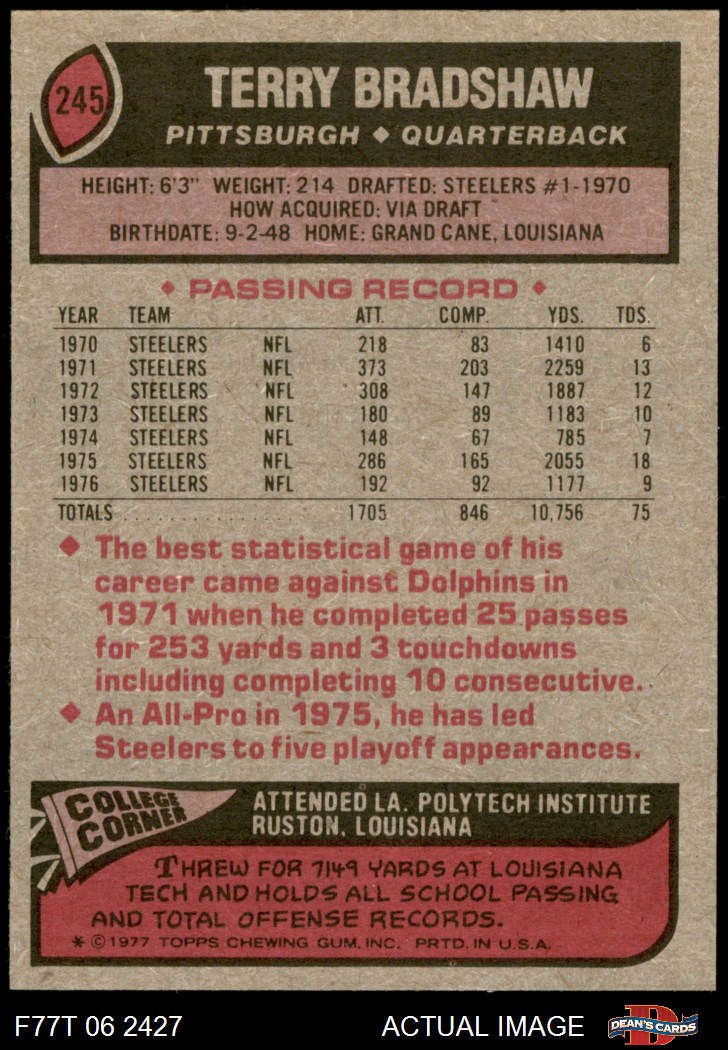 245
TERRY BRADSHAW
PITTSBURGH ◆ QUARTERBACK
HEIGHT: 6'3" WEIGHT: 214 DRAFTED: STEELERS #1-1970
HOW ACQUIRED: VIA DRAFT
BIRTHDATE: 9-2-48 HOME: GRAND CANE, LOUISIANA
◆ PASSING RECORD ◆
YEAR TEAM ATT. COMP. YDS. TDS.
1970 STEELERS NFL 218 83 1410 6
1971 STEELERS NFL 373 203 2259 13
1972 STEELERS NFL 308 147 1887 12
1973 STEELERS NFL 180 89 1183 10
1974 STEELERS NFL 148 67 785 7
1975 STEELERS NFL 286 165 2055 18
1976 STEELERS NFL 192 92 1177 9
TOTALS . . . . . . . . . . . . . . 1705 846 10,756 75
◆ The best statistical game of his
career came against Dolphins in
1971 when he completed 25 passes
for 253 yards and 3 touchdowns
including completing 10 consecutive.
◆ An All-Pro in 1975, he has led
Steelers to five playoff appearances.
COLLEGE
CORNER
ATTENDED LA. POLYTECH INSTITUTE
RUSTON, LOUISIANA
THREW FOR 7149 YARDS AT LOUISIANA
TECH AND HOLDS ALL SCHOOL PASSING
AND TOTAL OFFENSE RECORDS.
* © 1977 TOPPS CHEWING GUM, INC. PRTD. IN U.S.A.
F77T 06 2427 ACTUAL IMAGE
D
DEAN'S CARDS